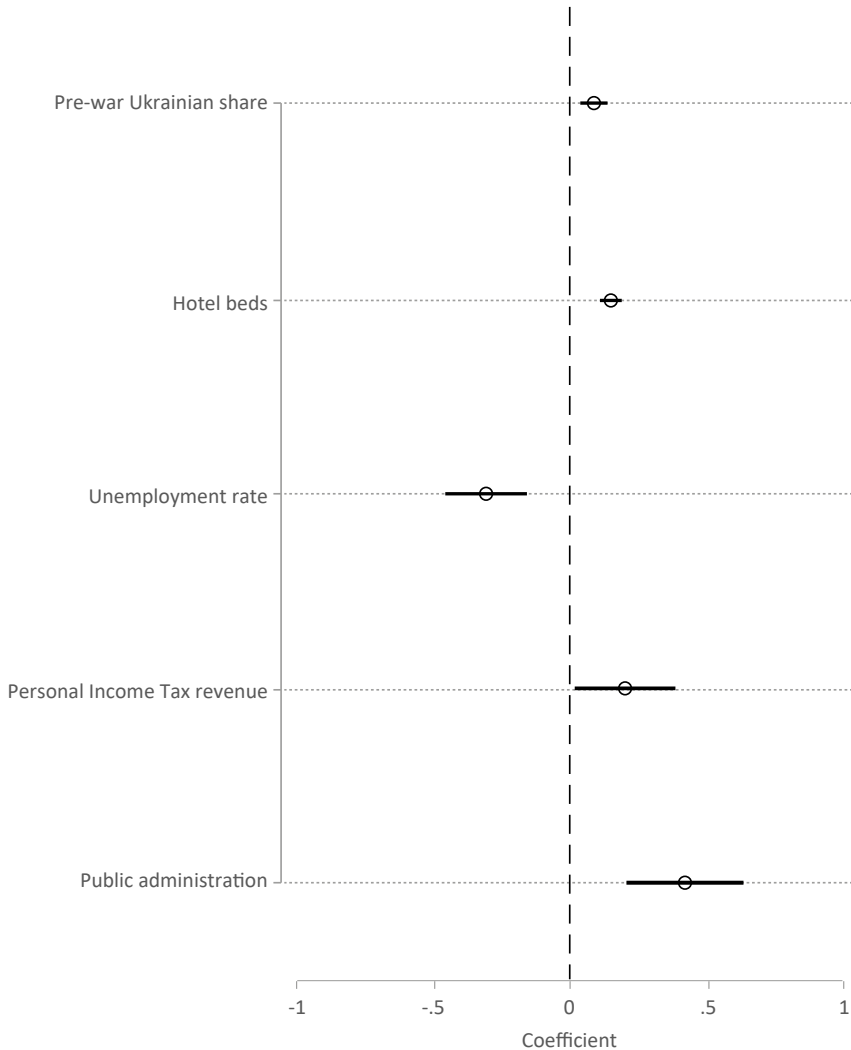 Pre-war Ukrainian share
Hotel beds
Unemployment rate
Personal Income Tax revenue
Public administration
-1 -.5 0 .5 1
Coefficient